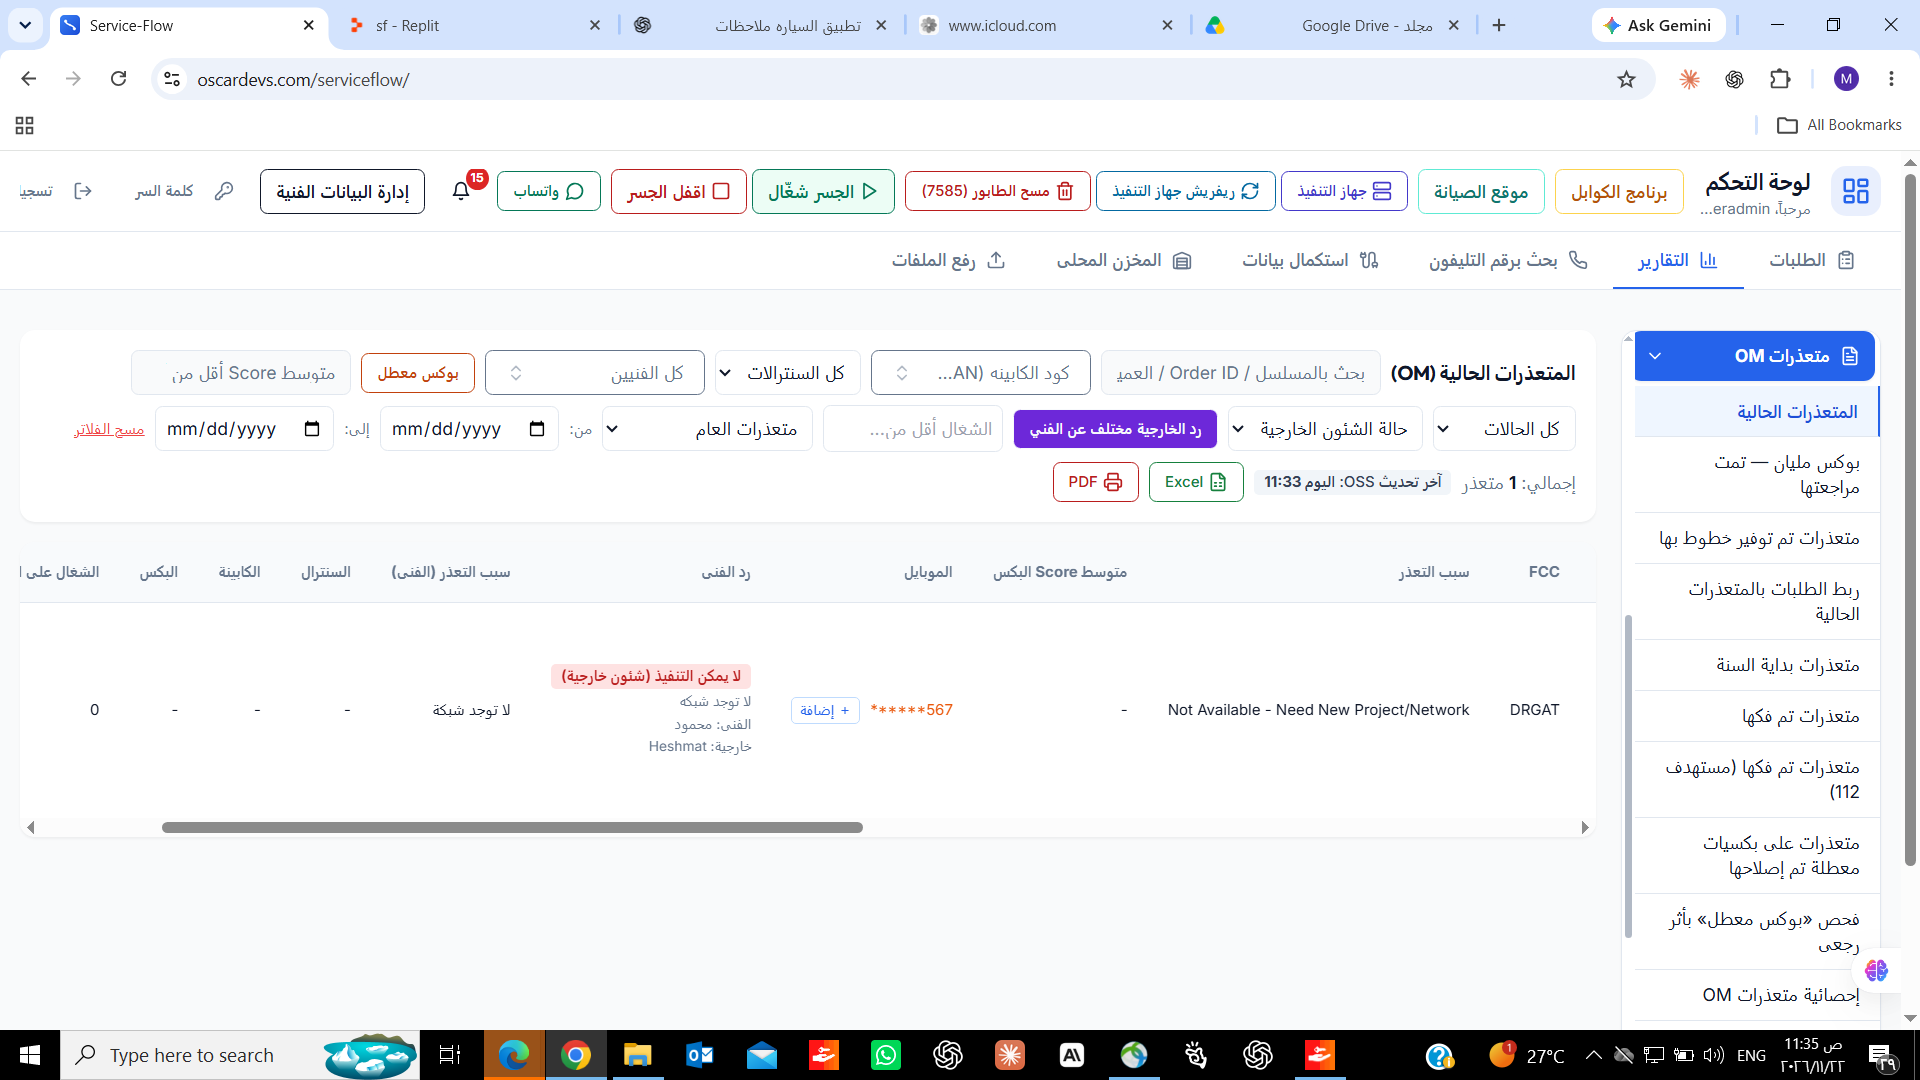 Service-Flow
sf - Replit
تطبيق السياره ملاحظات
www.icloud.com
مجلد - Google Drive
Ask Gemini
oscardevs.com/serviceflow/
M
All Bookmarks
لوحة التحكم
مرحباً، eradmin...
برنامج الكوابل
موقع الصيانة
جهاز التنفيذ
ريفريش جهاز التنفيذ
مسح الطابور (7585)
الجسر شغّال
اقفل الجسر
واتساب
15
إدارة البيانات الفنية
كلمة السر
تسجيل
الطلبات
التقارير
بحث برقم التليفون
استكمال بيانات
المخزن المحلى
رفع الملفات
متعذرات OM
المتعذرات الحالية
بوكس مليان — تمت
مراجعتها
متعذرات تم توفير خطوط بها
ربط الطلبات بالمتعذرات
الحالية
متعذرات بداية السنة
متعذرات تم فكها
متعذرات تم فكها (مستهدف
112)
متعذرات على بكسيات
معطلة تم إصلاحها
فحص «بوكس معطل» بأثر
رجعى
إحصائية متعذرات OM
المتعذرات الحالية (OM)
بحث بالمسلسل / Order ID / العمي
كود الكابينه (AN...
كل السنترالات
كل الفنيين
بوكس معطل
متوسط Score أقل من
كل الحالات
حالة الشئون الخارجية
رد الخارجية مختلف عن الفني
الشغال أقل من...
متعذرات العام
من:
mm/dd/yyyy
إلى:
mm/dd/yyyy
مسح الفلاتر
إجمالي: 1 متعذر
آخر تحديث OSS: اليوم 11:33
Excel
PDF
FCC
سبب التعذر
متوسط Score البكس
الموبايل
رد الفنى
سبب التعذر (الفنى)
السنترال
الكابينة
البكس
الشغال على ا
DRGAT
Not Available - Need New Project/Network
-
*****567
+ إضافة
لا يمكن التنفيذ (شئون خارجية)
لا توجد شبكه
الفنى: محمود
خارجية: Heshmat
لا توجد شبكة
-
-
-
0
Type here to search
1
27°C
ENG
11:35 ص
٢٠٢٦/١١/٢٢
٢٩